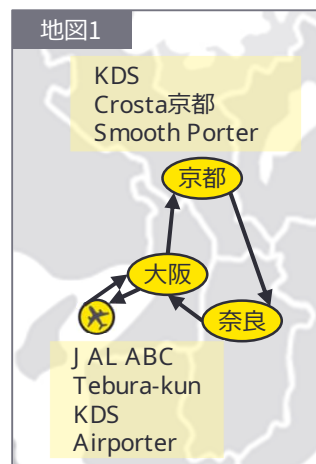 地図1
KDS
Crosta京都
Smooth Porter
京都
大阪
奈良
J AL ABC
Tebura-kun
KDS
Airporter